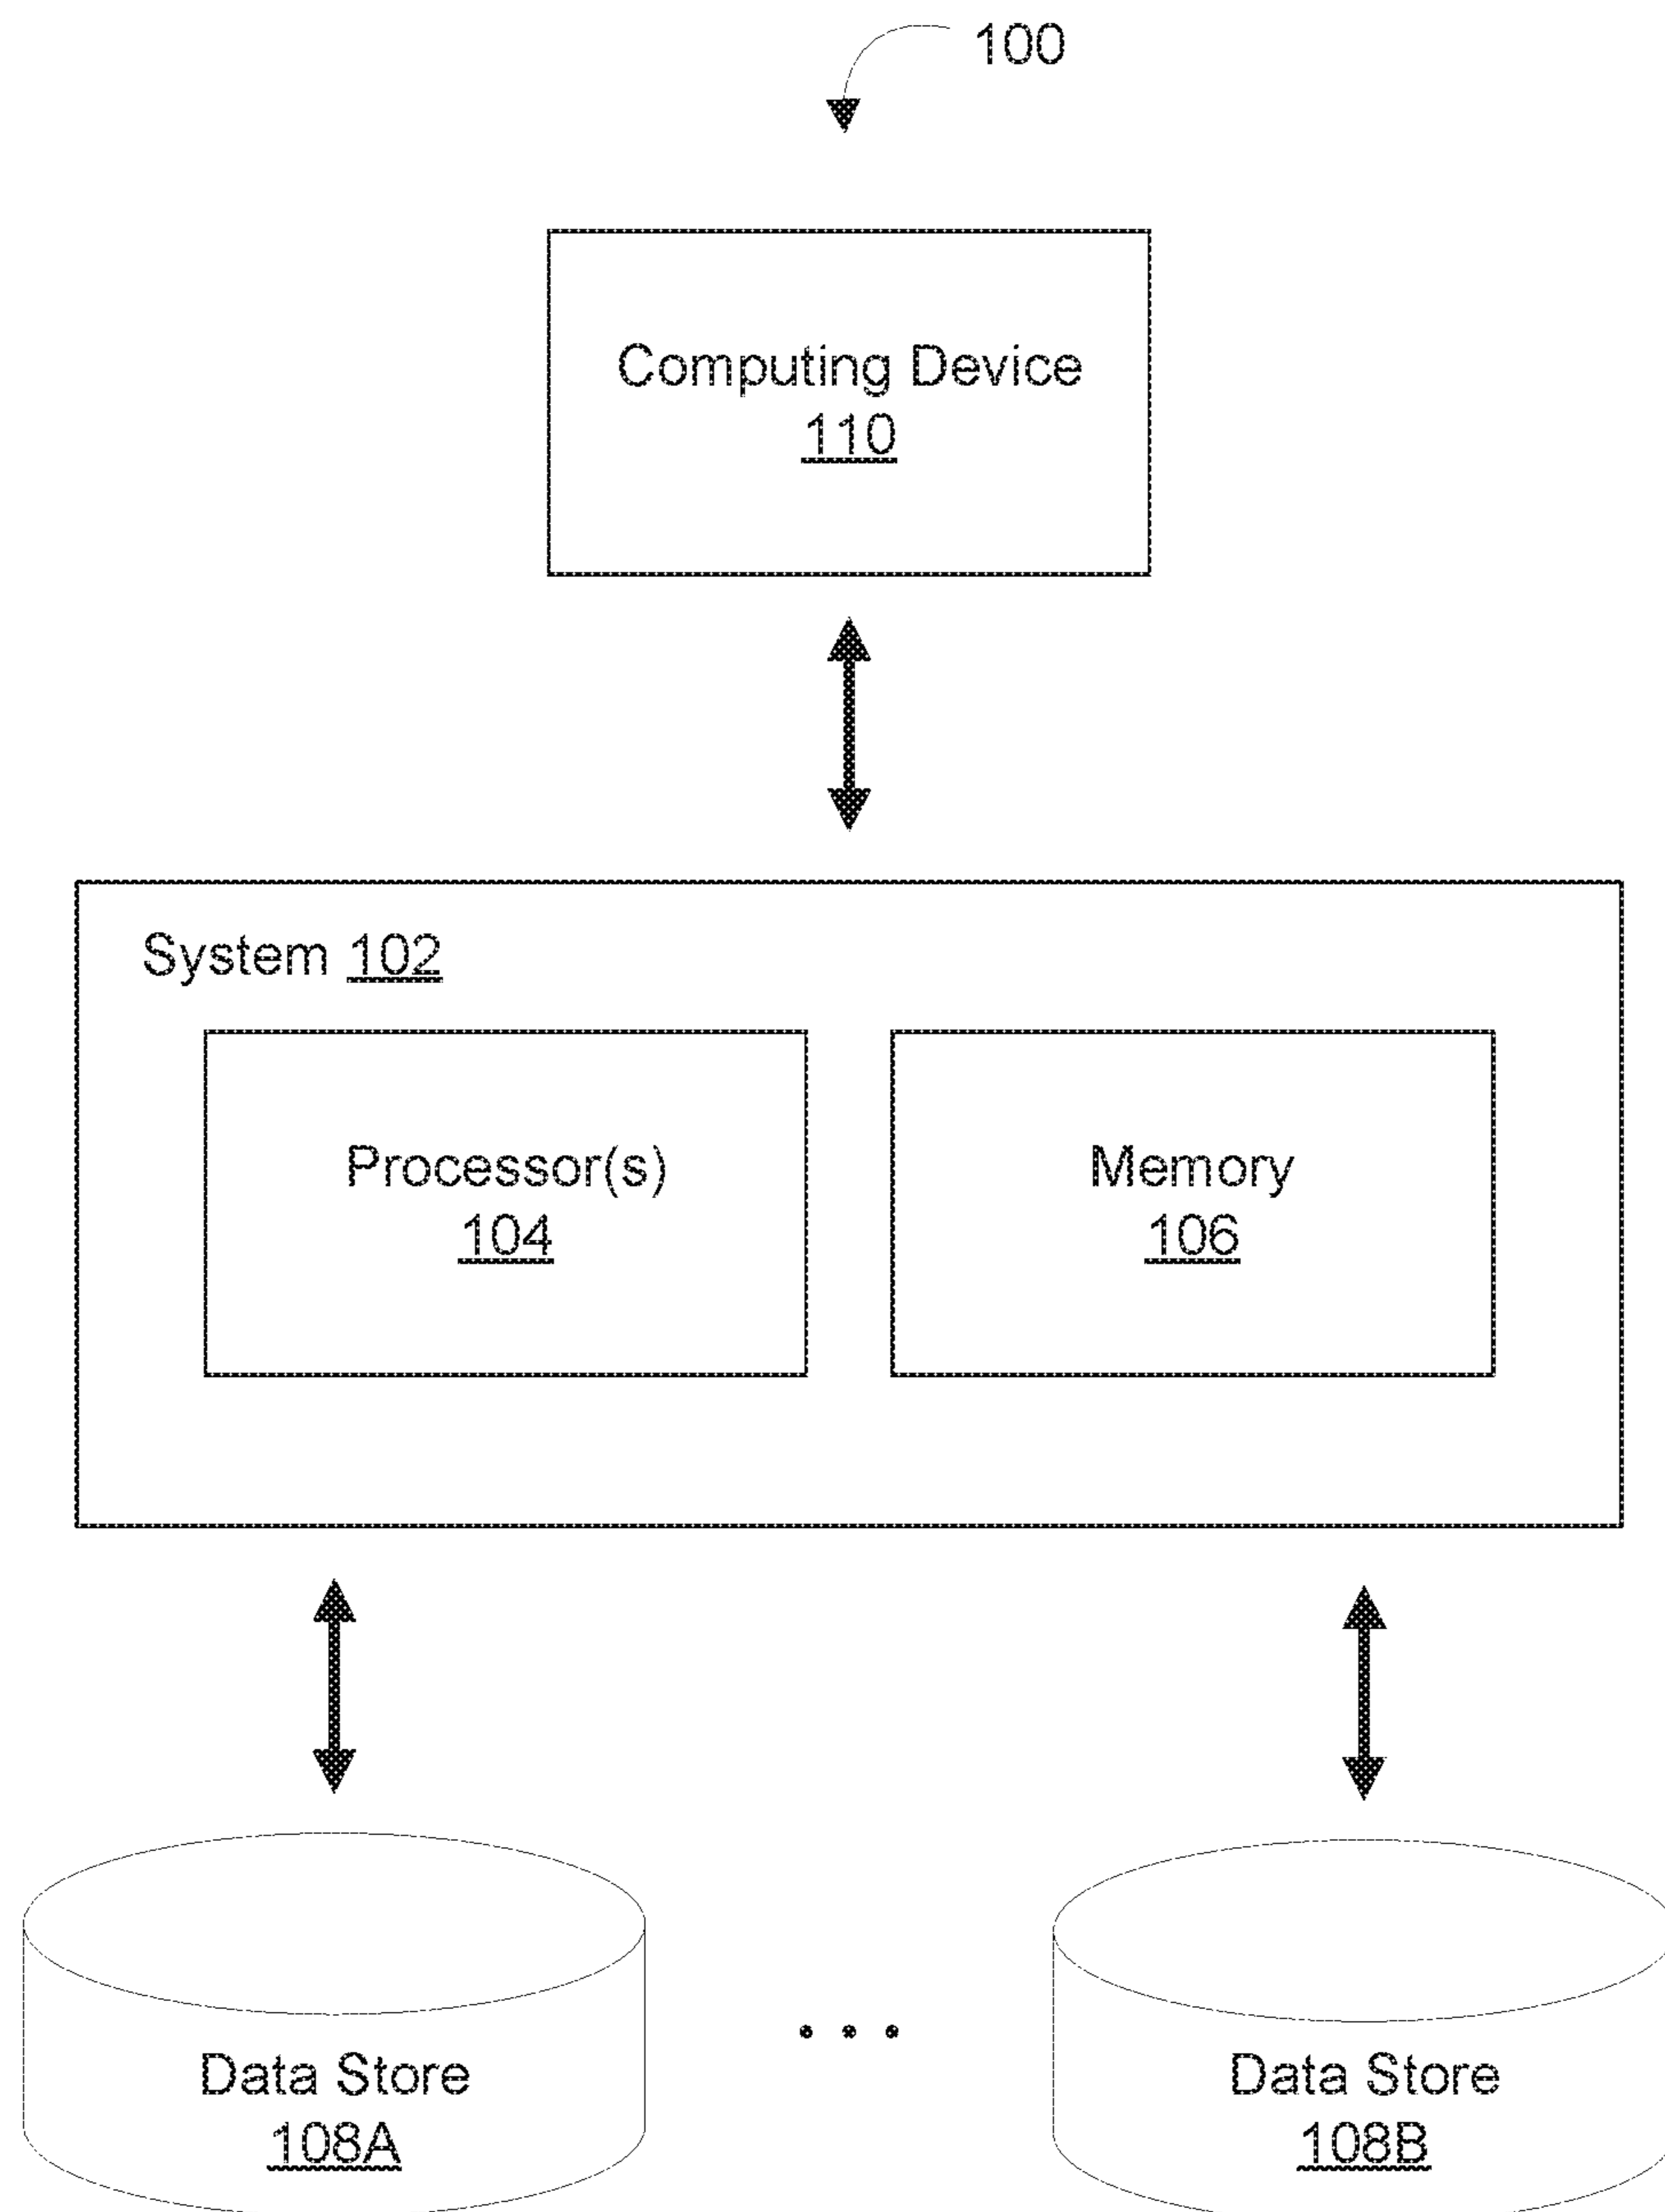 100
Computing Device
110
System 102
Processor(s)
104
Memory
106
Data Store
108A
. . .
Data Store
108B